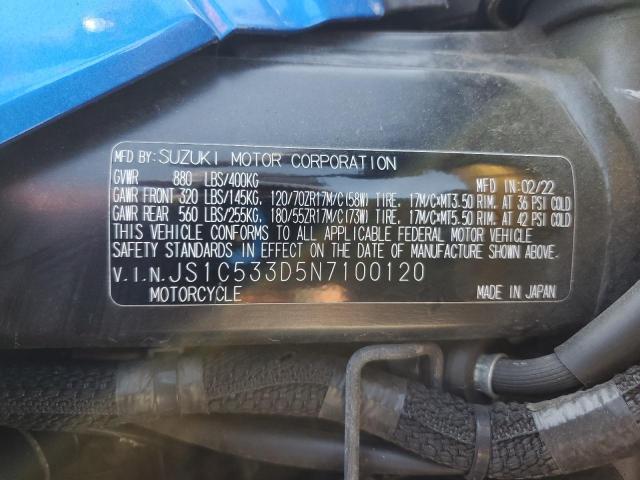 MFD BY: SUZUKI MOTOR CORPORATION
GVWR 880 LBS/400KG MFD IN: 02/22
GAWR FRONT 320 LBS/145KG, 120/70ZR17M/C(58W) TIRE, 17M/C×MT3.50 RIM. AT 36 PSI COLD
GAWR REAR 560 LBS/255KG, 180/55ZR17M/C(73W) TIRE, 17M/C×MT5.50 RIM. AT 42 PSI COLD
THIS VEHICLE CONFORMS TO ALL APPLICABLE FEDERAL MOTOR VEHICLE
SAFETY STANDARDS IN EFFECT ON THE DATE OF MANUFACTURE SHOWN ABOVE.
V.I.N. JS1C533D5N7100120
MOTORCYCLE MADE IN JAPAN